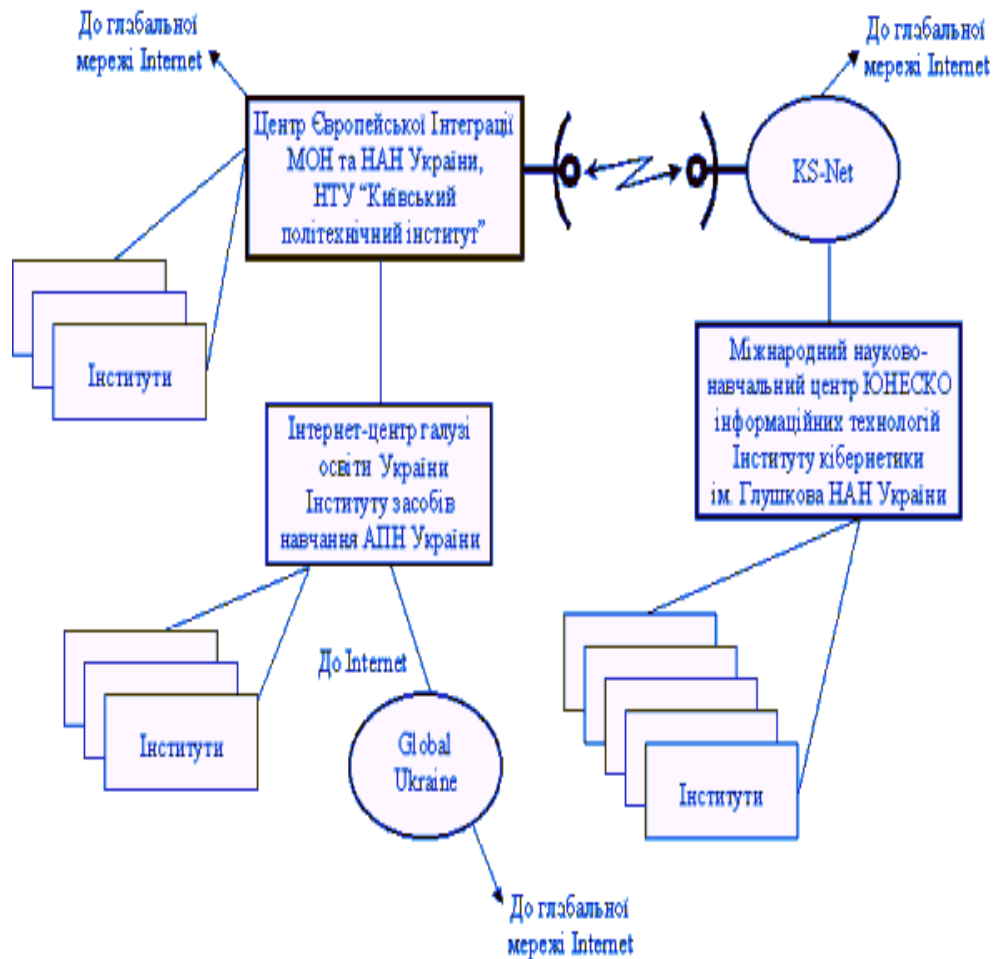 До глобальної
мережі Internet
До глобальної
мережі Internet
Центр Європейської Інтеграції
МОН та НАН України,
НТУ “Київський
політехнічний інститут”
KS-Net
Інститути
Міжнародний науково-
навчальний центр ЮНЕСКО
інформаційних технологій
Інституту кібернетики
ім. Глушкова НАН України
Інтернет-центр галузі
освіти України
Інституту засобів
навчання АПН України
До Internet
Інститути
Global
Ukraine
Інститути
До глобальної
мережі Internet